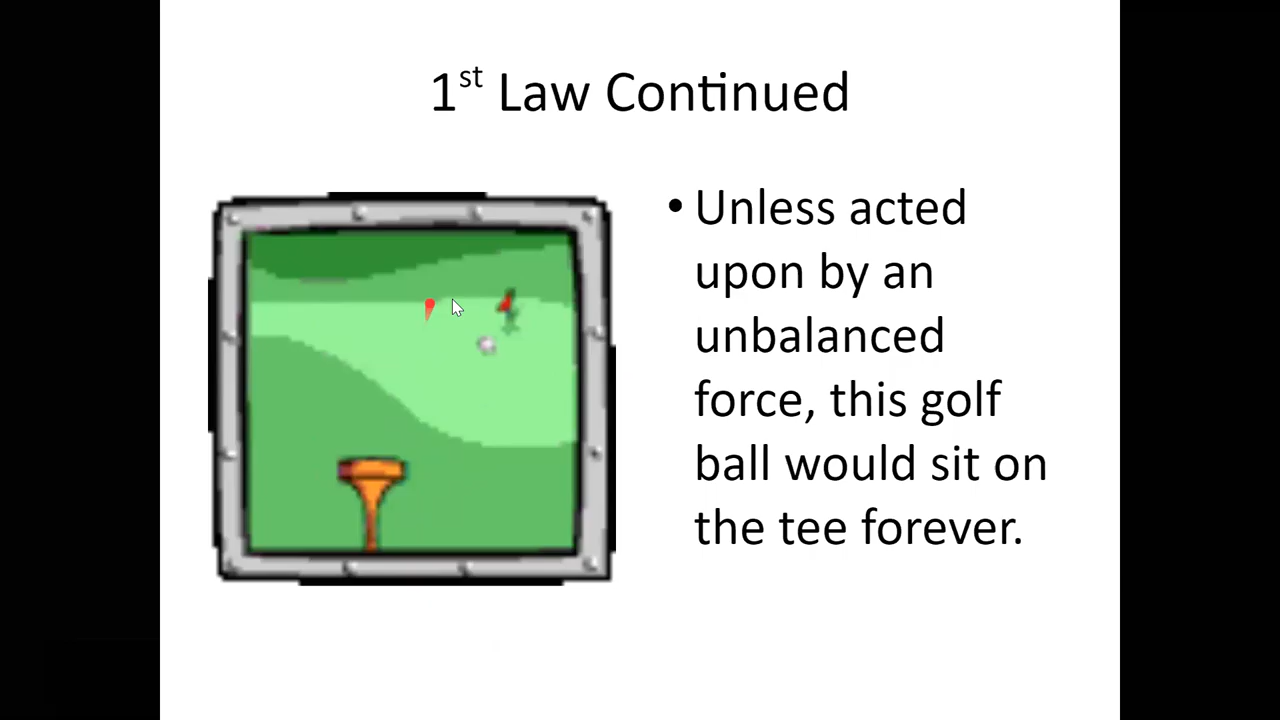 1st Law Continued
• Unless acted
upon by an
unbalanced
force, this golf
ball would sit on
the tee forever.